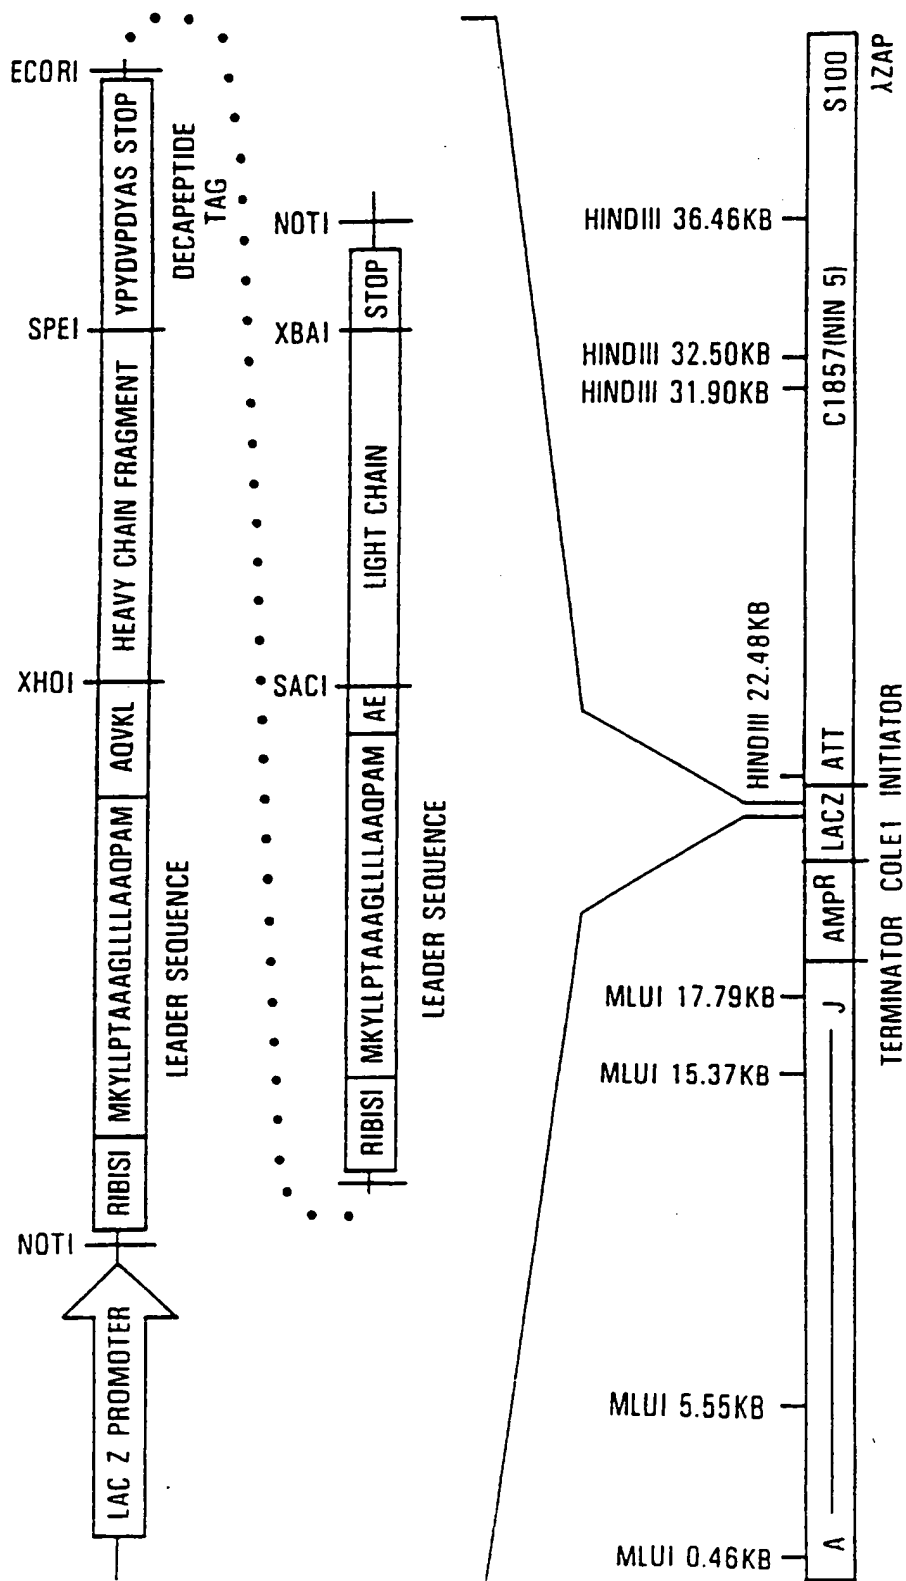 ECORI
YPYDVPDYAS STOP
DECAPEPTIDE
TAG
SPEI
HEAVY CHAIN FRAGMENT
XHOI
AQVKL
MKYLLPTAAAGLLLLAAQPAM
LEADER SEQUENCE
RIBISI
NOTI
LAC Z PROMOTER
NOTI
STOP
XBAI
LIGHT CHAIN
SACI
AE
MKYLLPTAAAGLLLLAAQPAM
LEADER SEQUENCE
RIBISI
S100
λZAP
HINDIII 36.46KB
C1857(NIN 5)
HINDIII 32.50KB
HINDIII 31.90KB
HINDIII 22.48KB
ATT
INITIATOR
LACZ
COLE1
AMPR
TERMINATOR
MLUI 17.79KB
J
MLUI 15.37KB
MLUI 5.55KB
A
MLUI 0.46KB